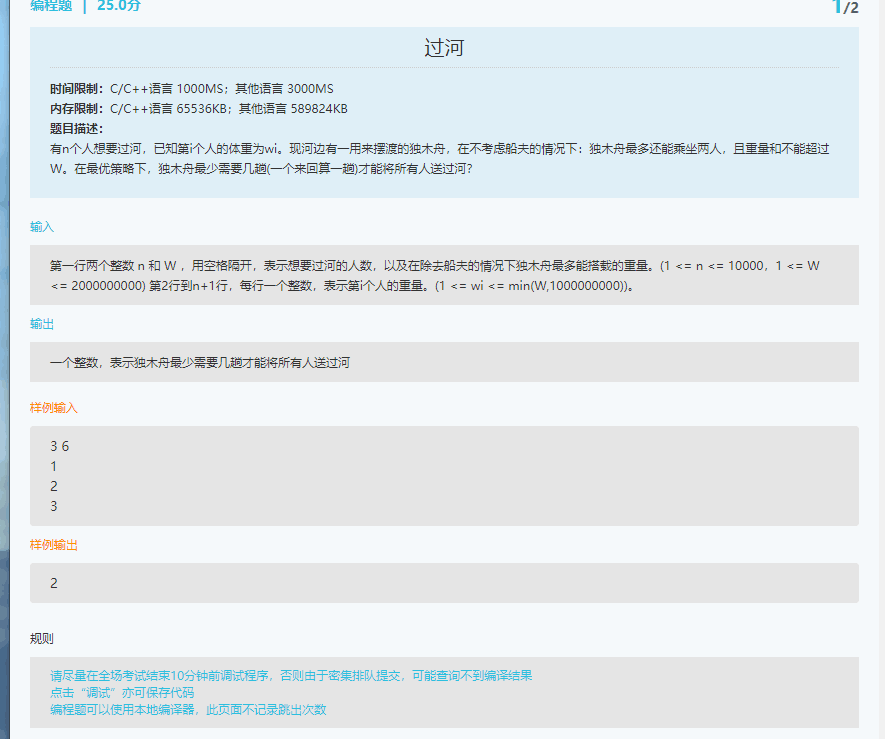 编程题 | 25.0分
1/2
过河
时间限制：C/C++语言 1000MS；其他语言 3000MS
内存限制：C/C++语言 65536KB；其他语言 589824KB
题目描述：
有n个人想要过河，已知第i个人的体重为wi。现河边有一用来摆渡的独木舟，在不考虑船夫的情况下：独木舟最多还能乘坐两人，且重量和不能超过
W。在最优策略下，独木舟最少需要几趟(一个来回算一趟)才能将所有人送过河?
输入
第一行两个整数 n 和 W ，用空格隔开，表示想要过河的人数，以及在除去船夫的情况下独木舟最多能搭载的重量。(1 <= n <= 10000，1 <= W
<= 2000000000) 第2行到n+1行，每行一个整数，表示第i个人的重量。(1 <= wi <= min(W,1000000000))。
输出
一个整数，表示独木舟最少需要几趟才能将所有人送过河
样例输入
3 6
1
2
3
样例输出
2
规则
请尽量在全场考试结束10分钟前调试程序，否则由于密集排队提交，可能查询不到编译结果
点击“调试”亦可保存代码
编程题可以使用本地编译器，此页面不记录跳出次数